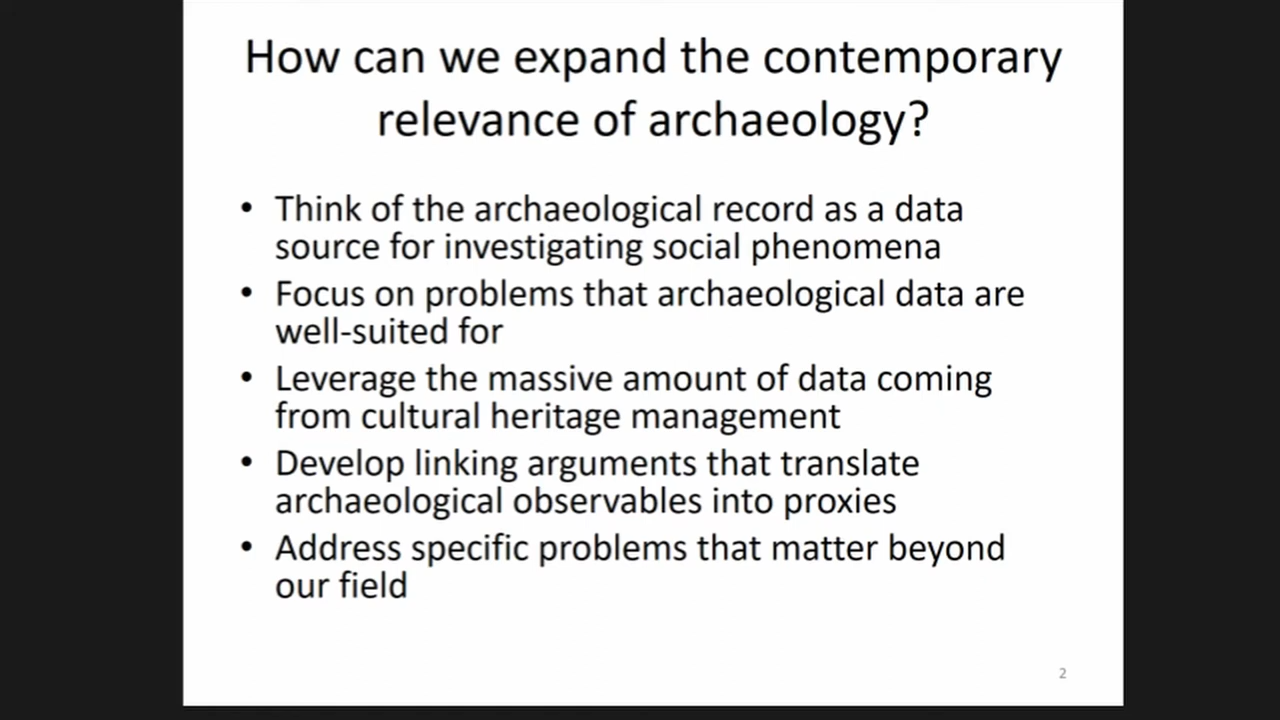 How can we expand the contemporary
relevance of archaeology?
• Think of the archaeological record as a data
source for investigating social phenomena
• Focus on problems that archaeological data are
well-suited for
• Leverage the massive amount of data coming
from cultural heritage management
• Develop linking arguments that translate
archaeological observables into proxies
• Address specific problems that matter beyond
our field
2